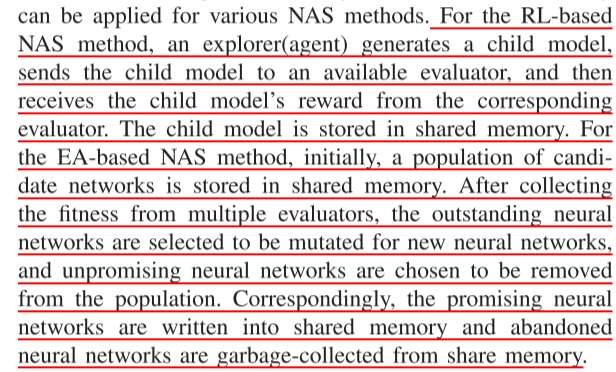 can be applied for various NAS methods. For the RL-based
NAS method, an explorer(agent) generates a child model,
sends the child model to an available evaluator, and then
receives the child model's reward from the corresponding
evaluator. The child model is stored in shared memory. For
the EA-based NAS method, initially, a population of candi-
date networks is stored in shared memory. After collecting
the fitness from multiple evaluators, the outstanding neural
networks are selected to be mutated for new neural networks,
and unpromising neural networks are chosen to be removed
from the population. Correspondingly, the promising neural
networks are written into shared memory and abandoned
neural networks are garbage-collected from share memory.